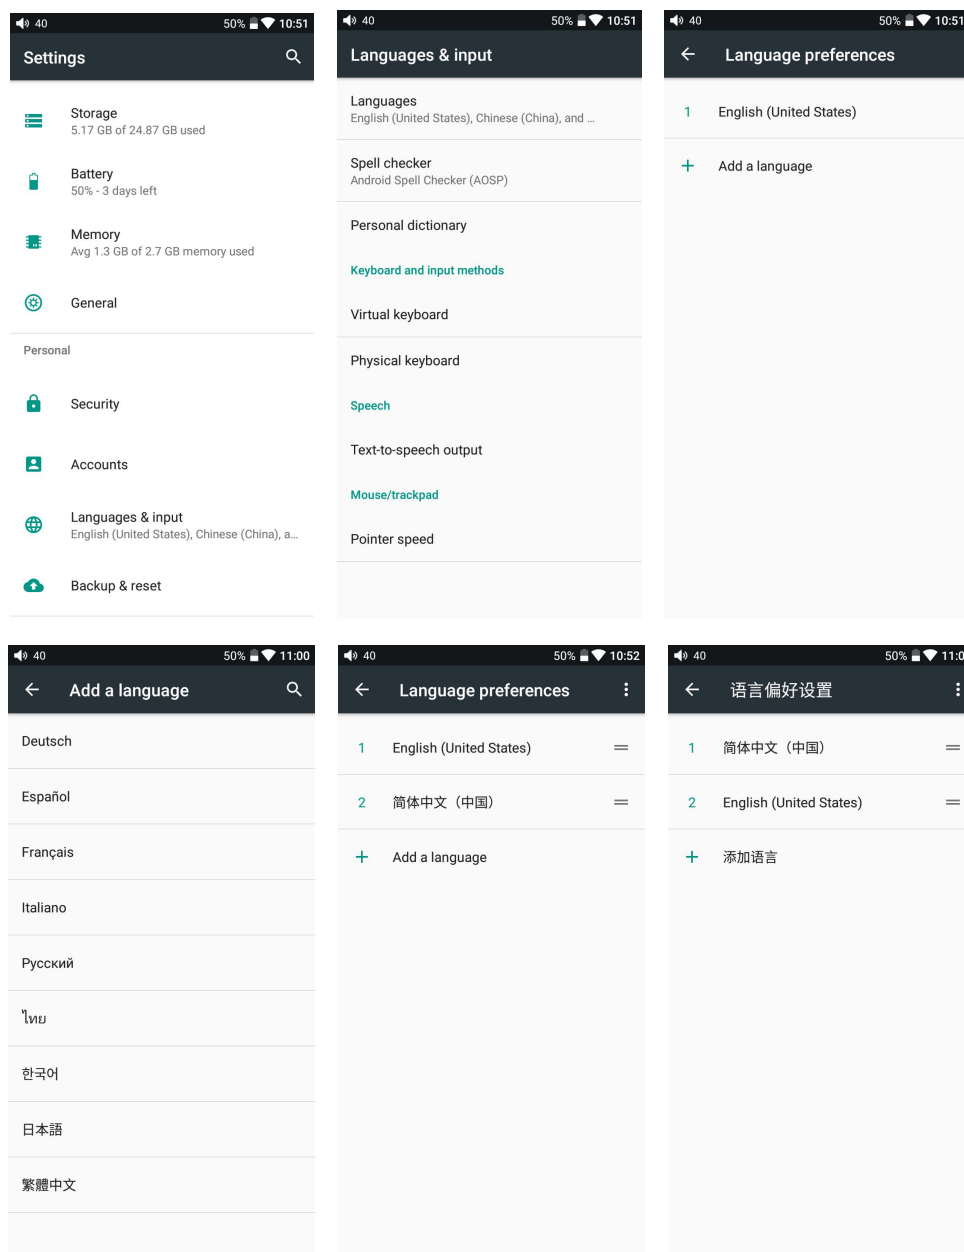 40 50% 10:51
Settings
Storage
5.17 GB of 24.87 GB used
Battery
50% - 3 days left
Memory
Avg 1.3 GB of 2.7 GB memory used
General
Personal
Security
Accounts
Languages & input
English (United States), Chinese (China), a...
Backup & reset
40 50% 10:51
Languages & input
Languages
English (United States), Chinese (China), and ...
Spell checker
Android Spell Checker (AOSP)
Personal dictionary
Keyboard and input methods
Virtual keyboard
Physical keyboard
Speech
Text-to-speech output
Mouse/trackpad
Pointer speed
40 50% 10:51
Language preferences
1 English (United States)
+ Add a language
40 50% 11:00
Add a language
Deutsch
Español
Français
Italiano
Русский
ไทย
한국어
日本語
繁體中文
40 50% 10:52
Language preferences
1 English (United States)
2 简体中文（中国）
+ Add a language
40 50% 11:0
语言偏好设置
1 简体中文（中国）
2 English (United States)
+ 添加语言